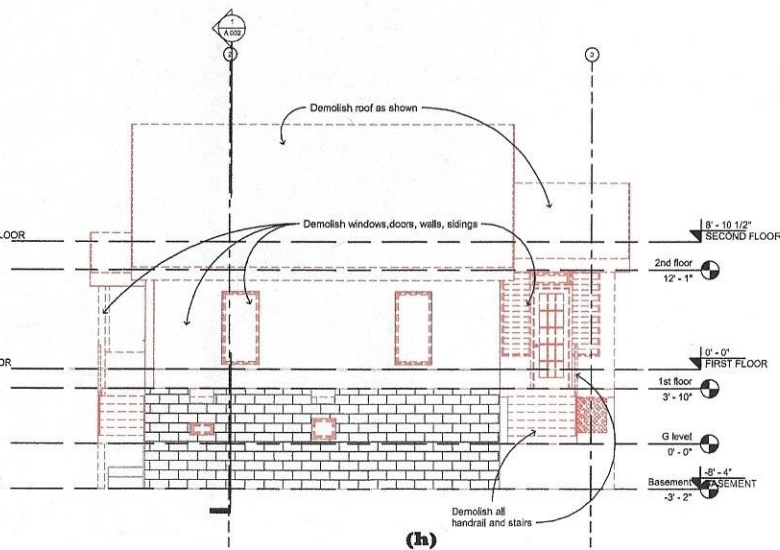 1
A 002
2
3
Demolish roof as shown
Demolish windows,doors, walls, sidings
LOOR
8' - 10 1/2"
SECOND FLOOR
2nd floor
12' - 1"
OR
0' - 0"
FIRST FLOOR
1st floor
3' - 10"
G level
0' - 0"
-8' - 4"
Basement
BASEMENT
-3' - 2"
Demolish all
handrail and stairs
(h)